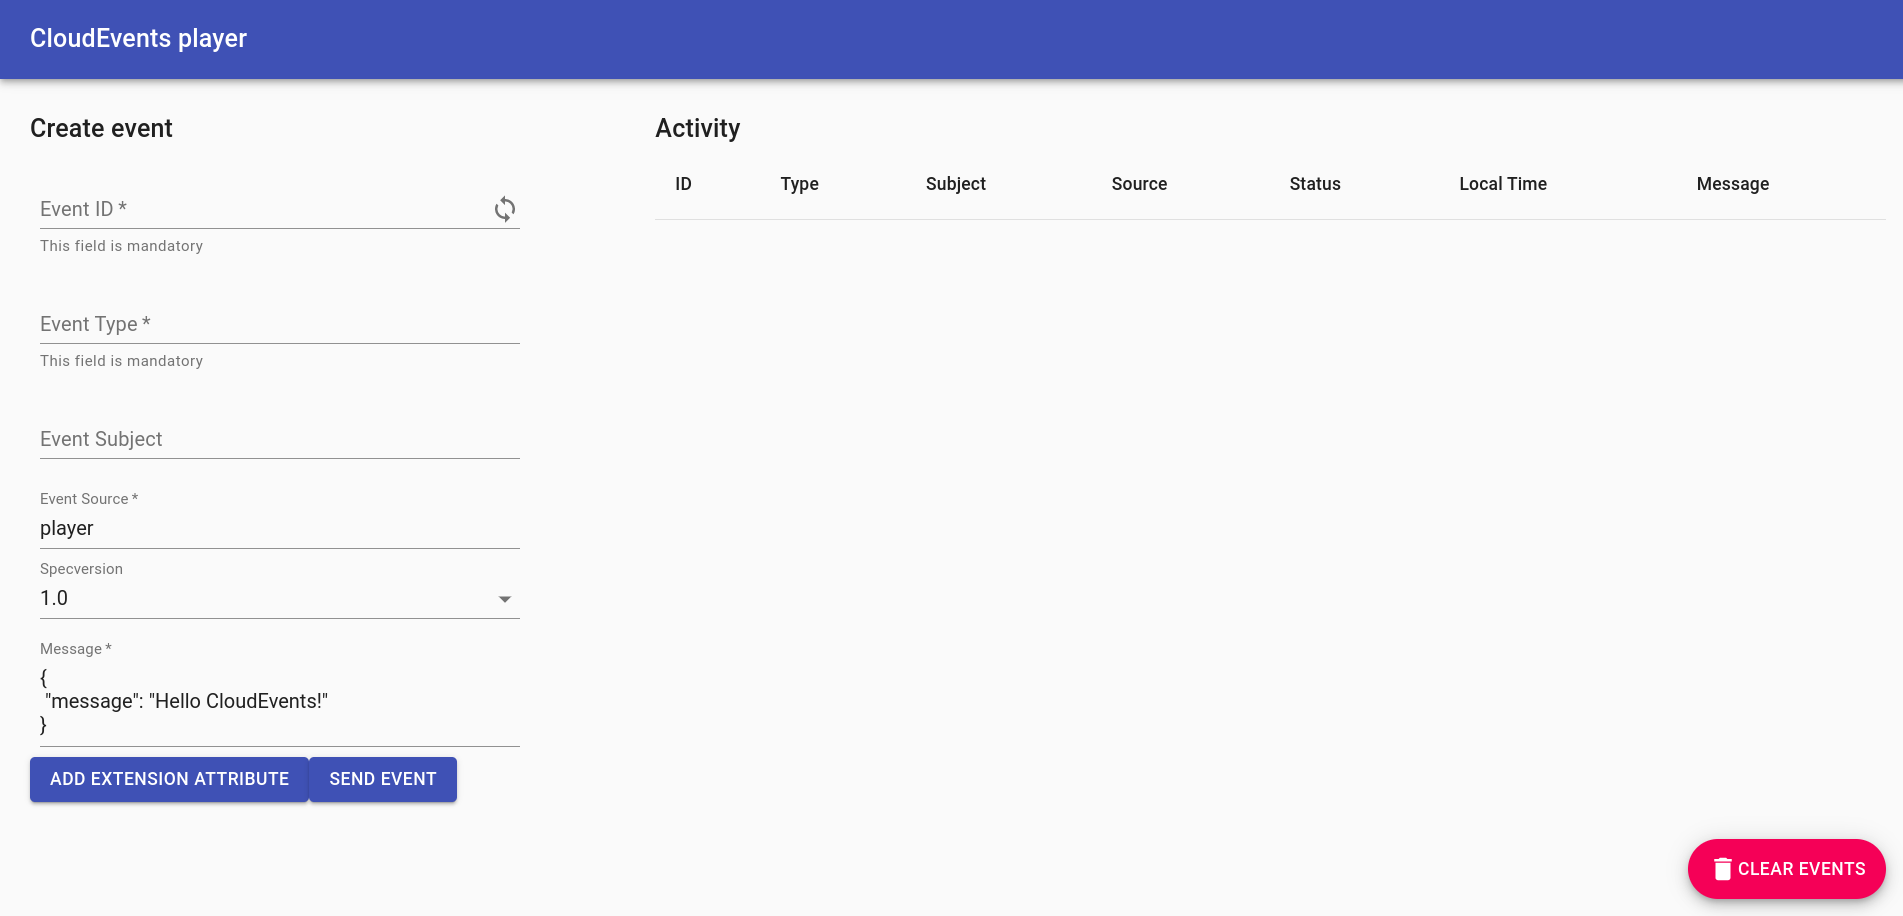 CloudEvents player
Create event
Event ID *
This field is mandatory
Event Type *
This field is mandatory
Event Subject
Event Source *
player
Specversion
1.0
Message *
{
"message": "Hello CloudEvents!"
}
ADD EXTENSION ATTRIBUTE SEND EVENT
Activity
ID Type Subject Source Status Local Time Message
CLEAR EVENTS